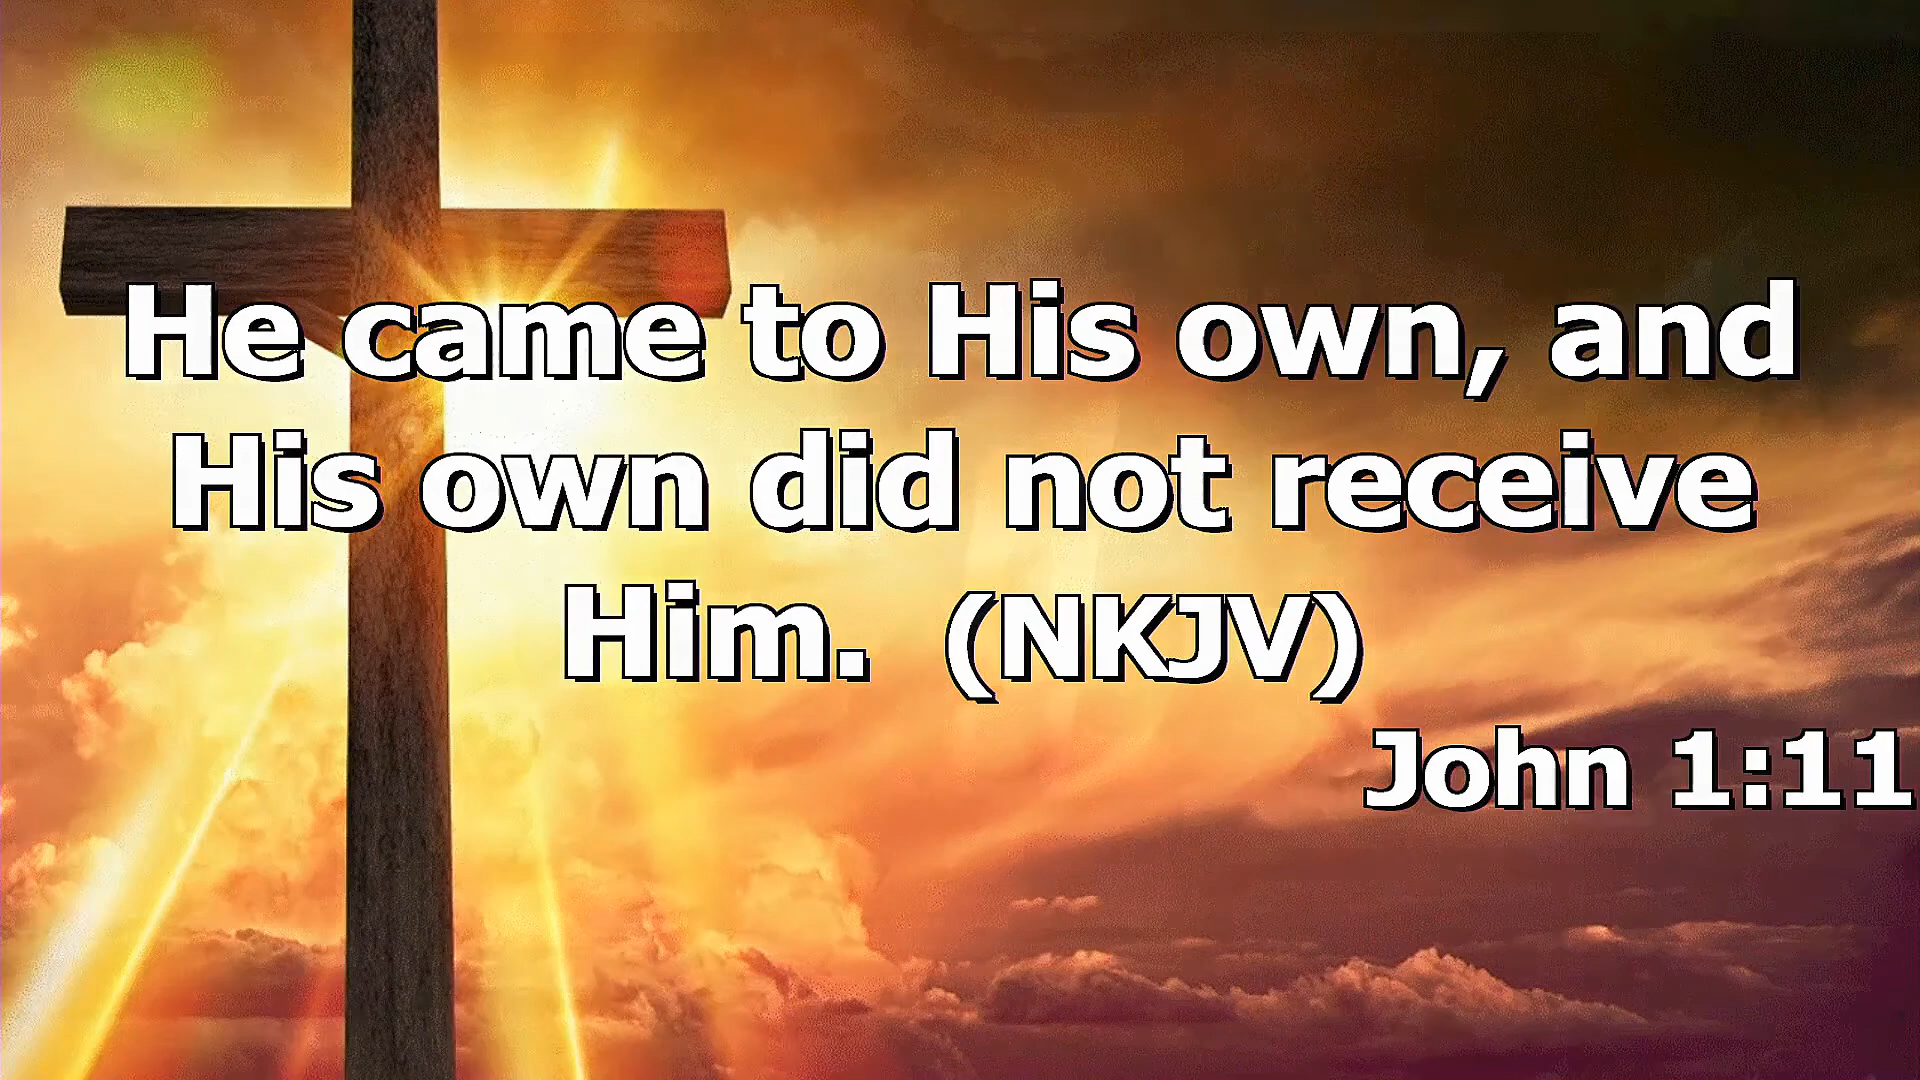 He came to His own, and
His own did not receive
Him.  (NKJV)
John 1:11